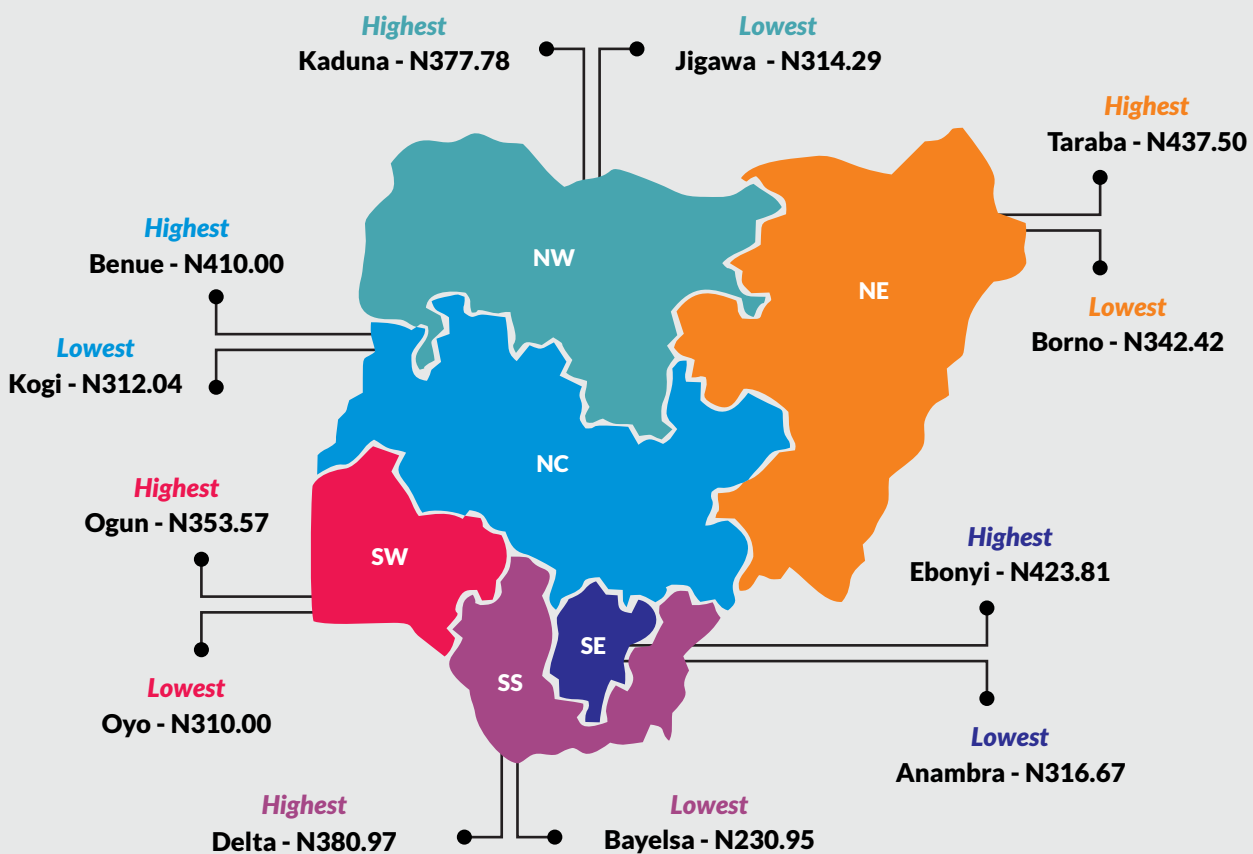 Highest
Kaduna - N377.78
Lowest
Jigawa - N314.29
Highest
Taraba - N437.50
Lowest
Borno - N342.42
Highest
Benue - N410.00
Lowest
Kogi - N312.04
NW
NE
NC
SW
SE
SS
Highest
Ogun - N353.57
Lowest
Oyo - N310.00
Highest
Ebonyi - N423.81
Lowest
Anambra - N316.67
Highest
Delta - N380.97
Lowest
Bayelsa - N230.95